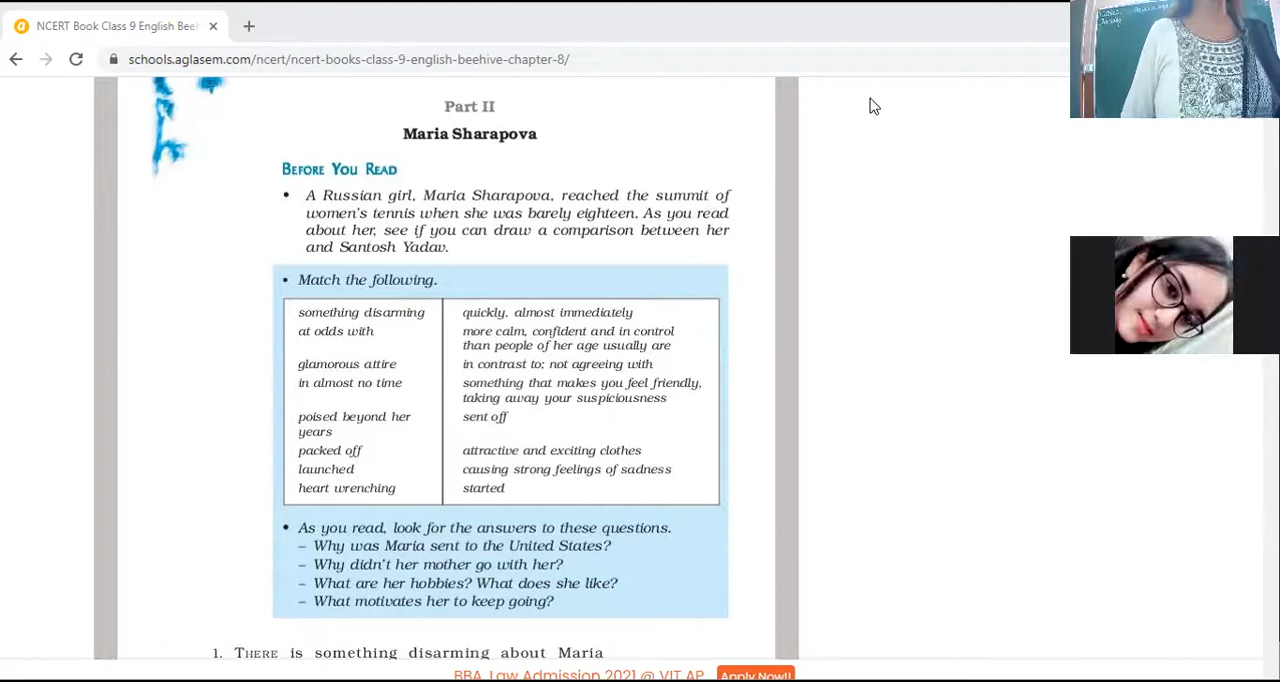 NCERT Book Class 9 English Bee
schools.aglasem.com/ncert/ncert-books-class-9-english-beehive-chapter-8/
Part II
Maria Sharapova
BEFORE YOU READ
• A Russian girl, Maria Sharapova, reached the summit of
women's tennis when she was barely eighteen. As you read
about her, see if you can draw a comparison between her
and Santosh Yadav.
• Match the following.
something disarming quickly, almost immediately
at odds with more calm, confident and in control
than people of her age usually are
glamorous attire in contrast to; not agreeing with
in almost no time something that makes you feel friendly,
taking away your suspiciousness
poised beyond her sent off
years
packed off attractive and exciting clothes
launched causing strong feelings of sadness
heart wrenching started
• As you read, look for the answers to these questions.
– Why was Maria sent to the United States?
– Why didn't her mother go with her?
– What are her hobbies? What does she like?
– What motivates her to keep going?
1. THERE is something disarming about Maria
BBA, Law Admission 2021 @ VIT AP Apply Now!!